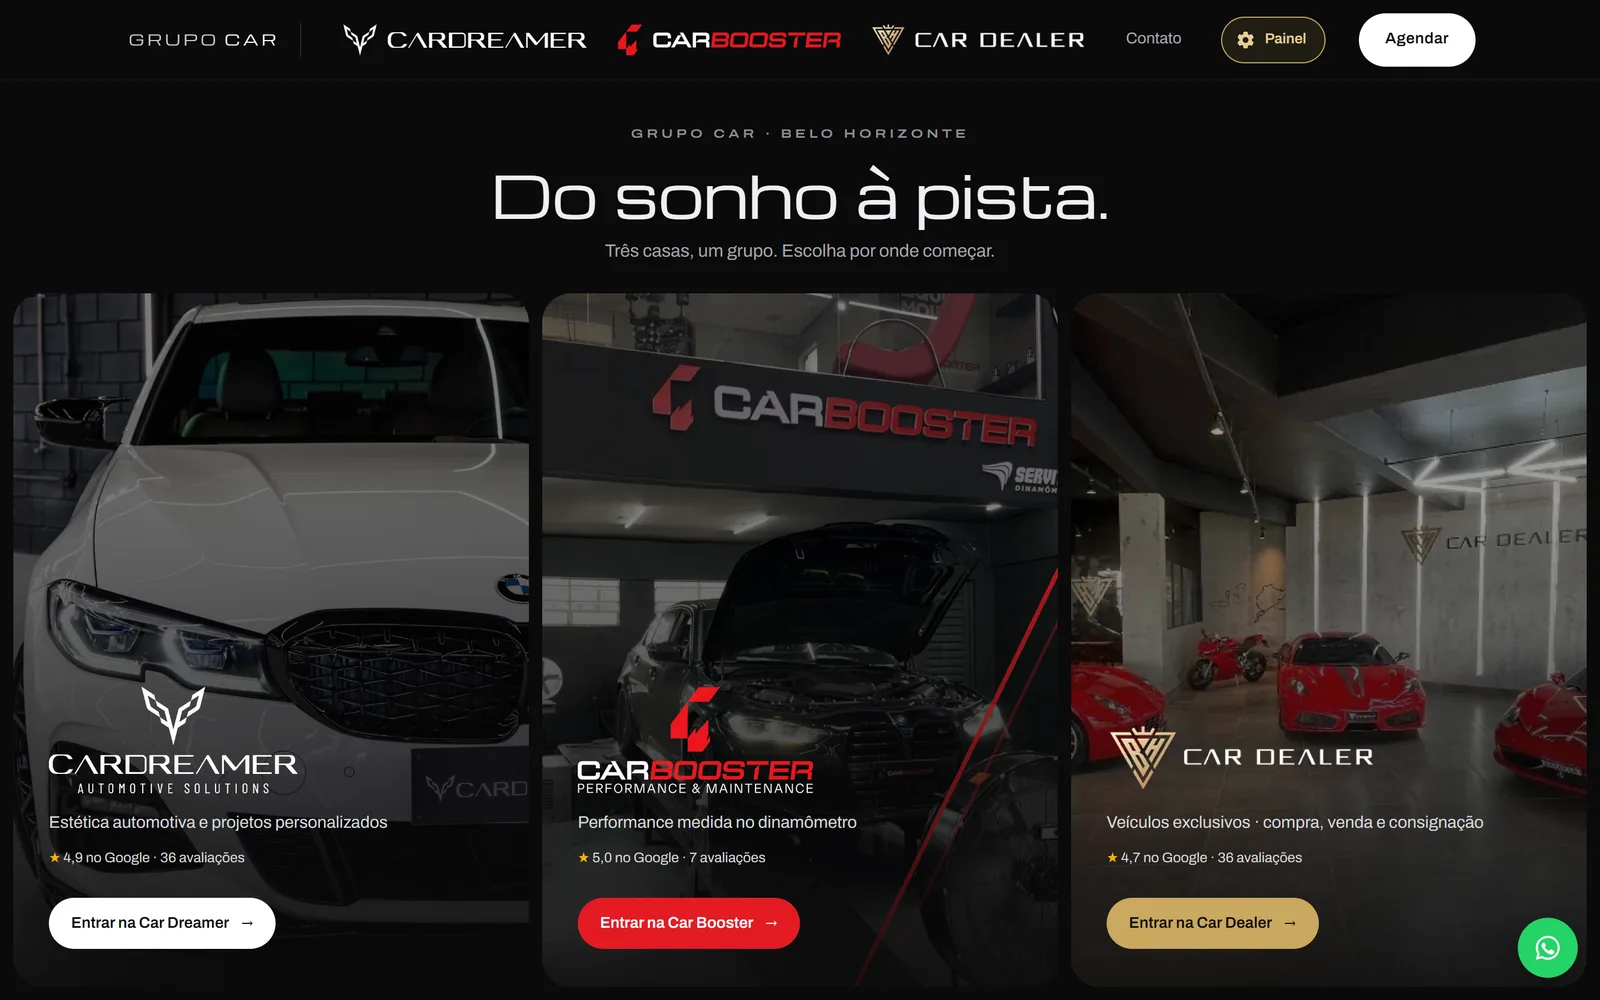 GRUPO CAR
CARDREAMER
CARBOOSTER
CAR DEALER
Contato
Painel
Agendar
GRUPO CAR · BELO HORIZONTE
Do sonho à pista.
Três casas, um grupo. Escolha por onde começar.
CARDREAMER
AUTOMOTIVE SOLUTIONS
Estética automotiva e projetos personalizados
★ 4,9 no Google · 36 avaliações
Entrar na Car Dreamer →
CARBOOSTER
CARBOOSTER
PERFORMANCE & MAINTENANCE
Performance medida no dinamômetro
★ 5,0 no Google · 7 avaliações
Entrar na Car Booster →
CAR DEALER
CAR DEALER
Veículos exclusivos · compra, venda e consignação
★ 4,7 no Google · 36 avaliações
Entrar na Car Dealer →